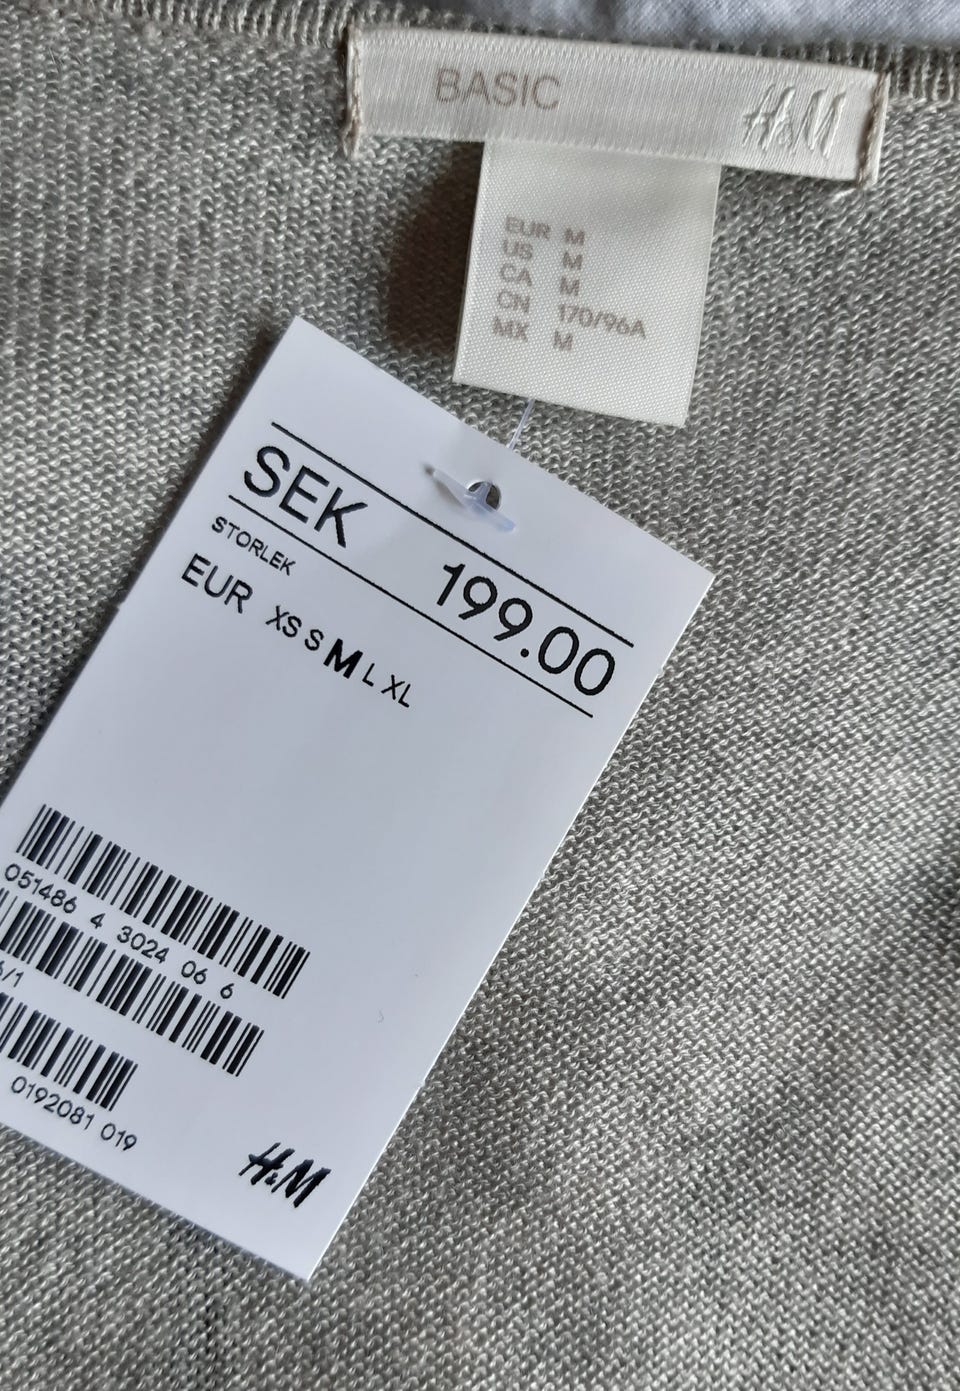 BASIC H&M
EUR M
US M
CA M
CN 170/96A
MX M
SEK 199.00
STORLEK
EUR XS S M L XL
051486 4 3024 06 6
/1
0192081 019
H&M